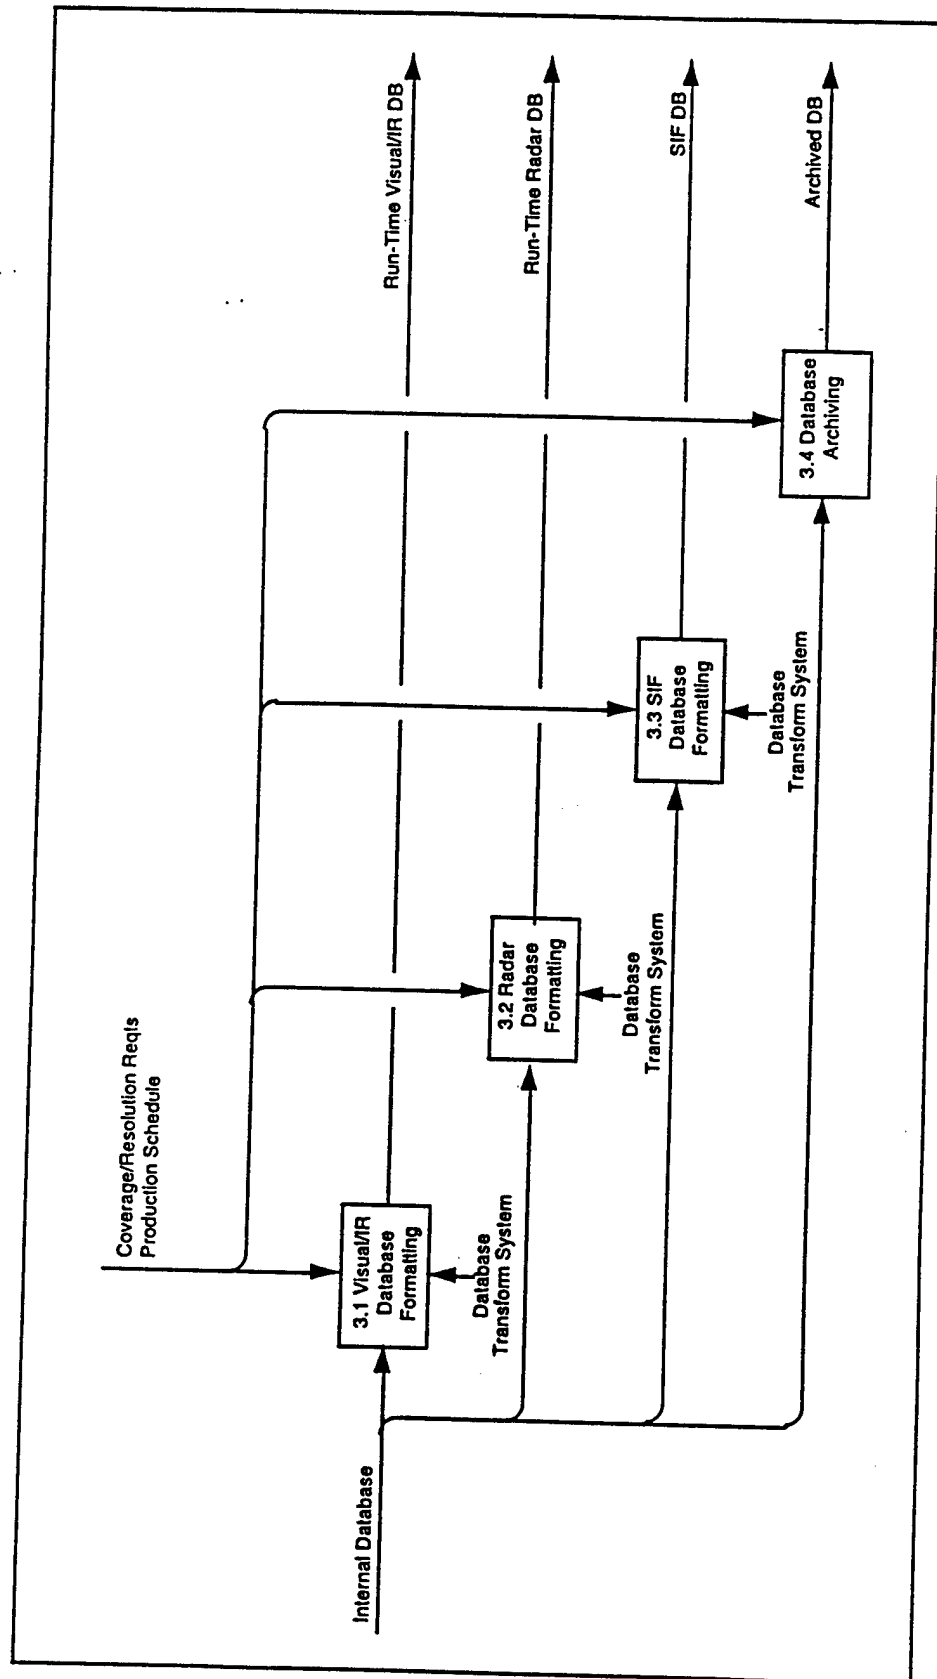 Coverage/Resolution Reqts
Production Schedule
Internal Database
3.1 Visual/IR
Database
Formatting
Database
Transform System
3.2 Radar
Database
Formatting
Database
Transform System
3.3 SIF
Database
Formatting
Database
Transform System
3.4 Database
Archiving
Run-Time Visual/IR DB
Run-Time Radar DB
SIF DB
Archived DB